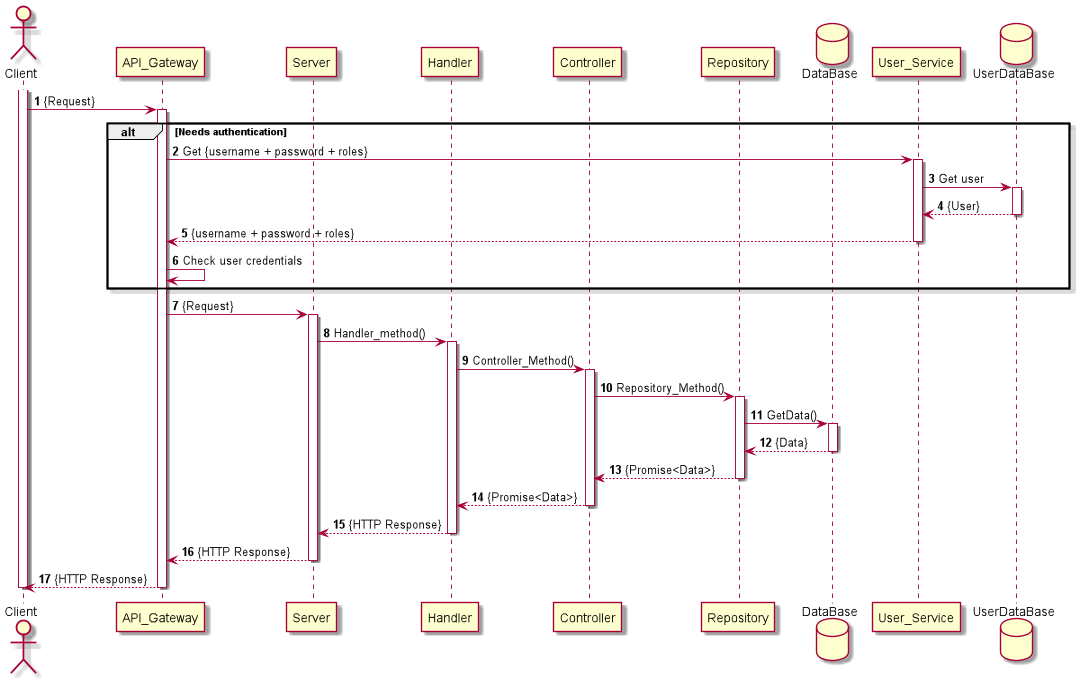 Client
API_Gateway
Server
Handler
Controller
Repository
DataBase
User_Service
UserDataBase
1 {Request}
alt [Needs authentication]
2 Get {username + password + roles}
3 Get user
4 {User}
5 {username + password + roles}
6 Check user credentials
7 {Request}
8 Handler_method()
9 Controller_Method()
10 Repository_Method()
11 GetData()
12 {Data}
13 {Promise<Data>}
14 {Promise<Data>}
15 {HTTP Response}
16 {HTTP Response}
17 {HTTP Response}
Client
API_Gateway
Server
Handler
Controller
Repository
DataBase
User_Service
UserDataBase